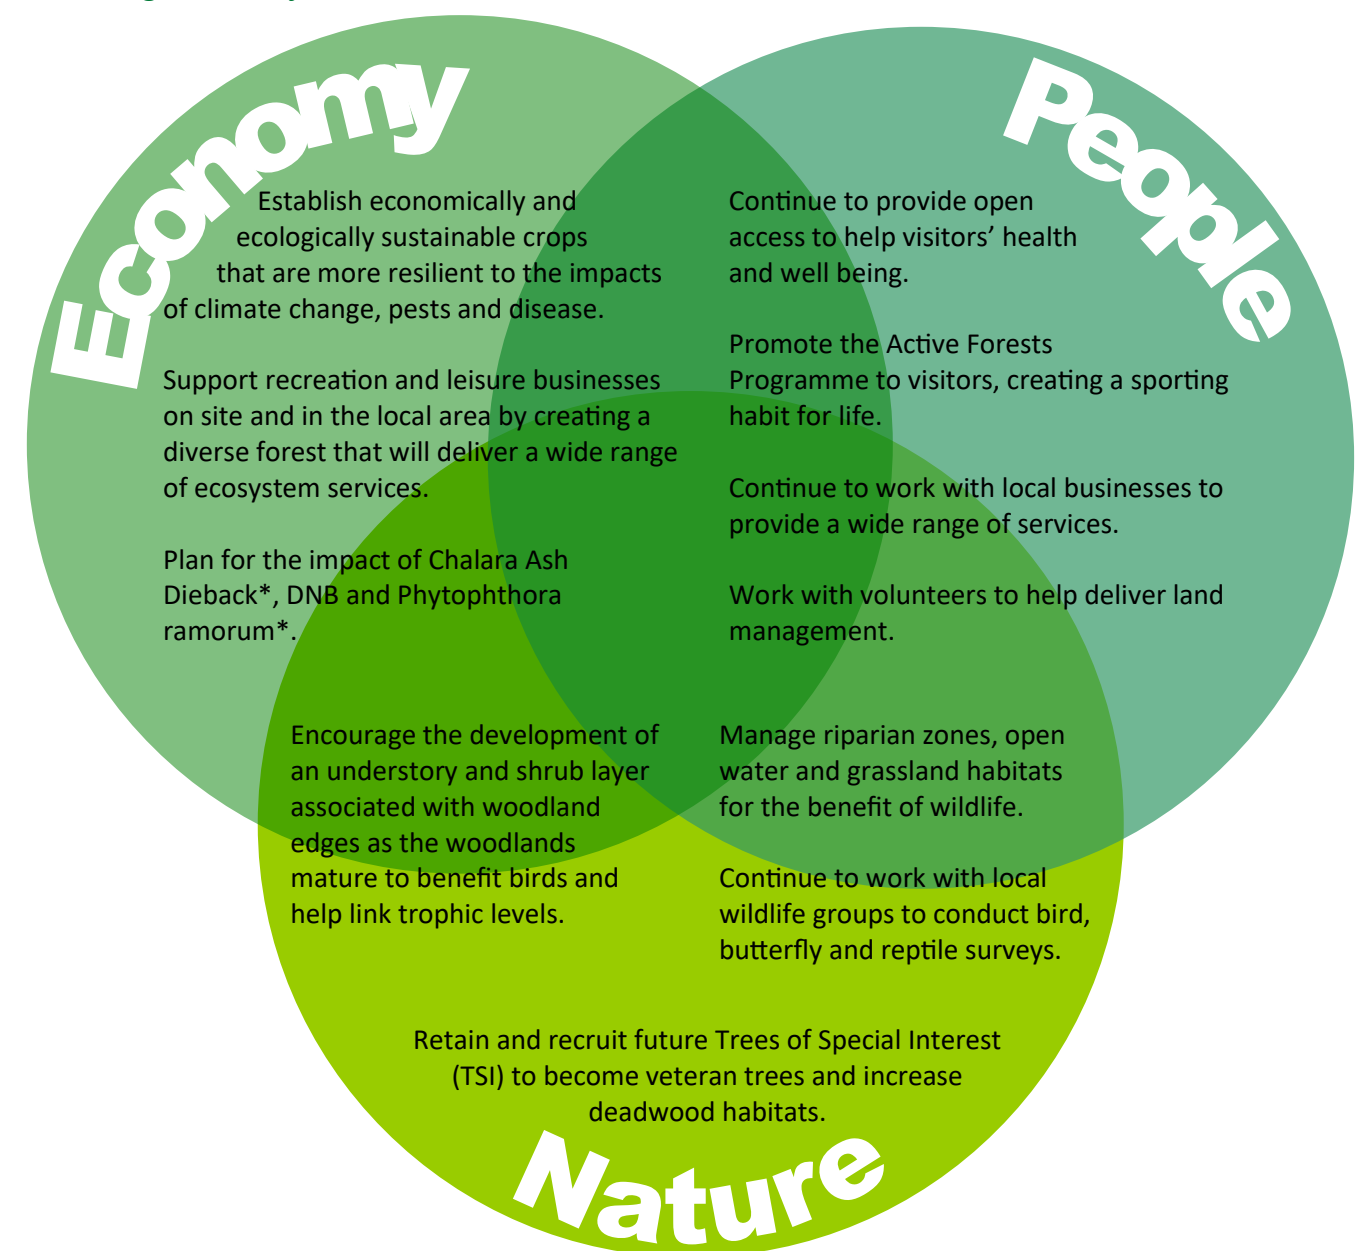 Economy
Establish economically and
ecologically sustainable crops
that are more resilient to the impacts
of climate change, pests and disease.
Support recreation and leisure businesses
on site and in the local area by creating a
diverse forest that will deliver a wide range
of ecosystem services.
Plan for the impact of Chalara Ash
Dieback*, DNB and Phytophthora
ramorum*.
People
Continue to provide open
access to help visitors’ health
and well being.
Promote the Active Forests
Programme to visitors, creating a sporting
habit for life.
Continue to work with local businesses to
provide a wide range of services.
Work with volunteers to help deliver land
management.
Encourage the development of
an understory and shrub layer
associated with woodland
edges as the woodlands
mature to benefit birds and
help link trophic levels.
Manage riparian zones, open
water and grassland habitats
for the benefit of wildlife.
Continue to work with local
wildlife groups to conduct bird,
butterfly and reptile surveys.
Retain and recruit future Trees of Special Interest
(TSI) to become veteran trees and increase
deadwood habitats.
Nature